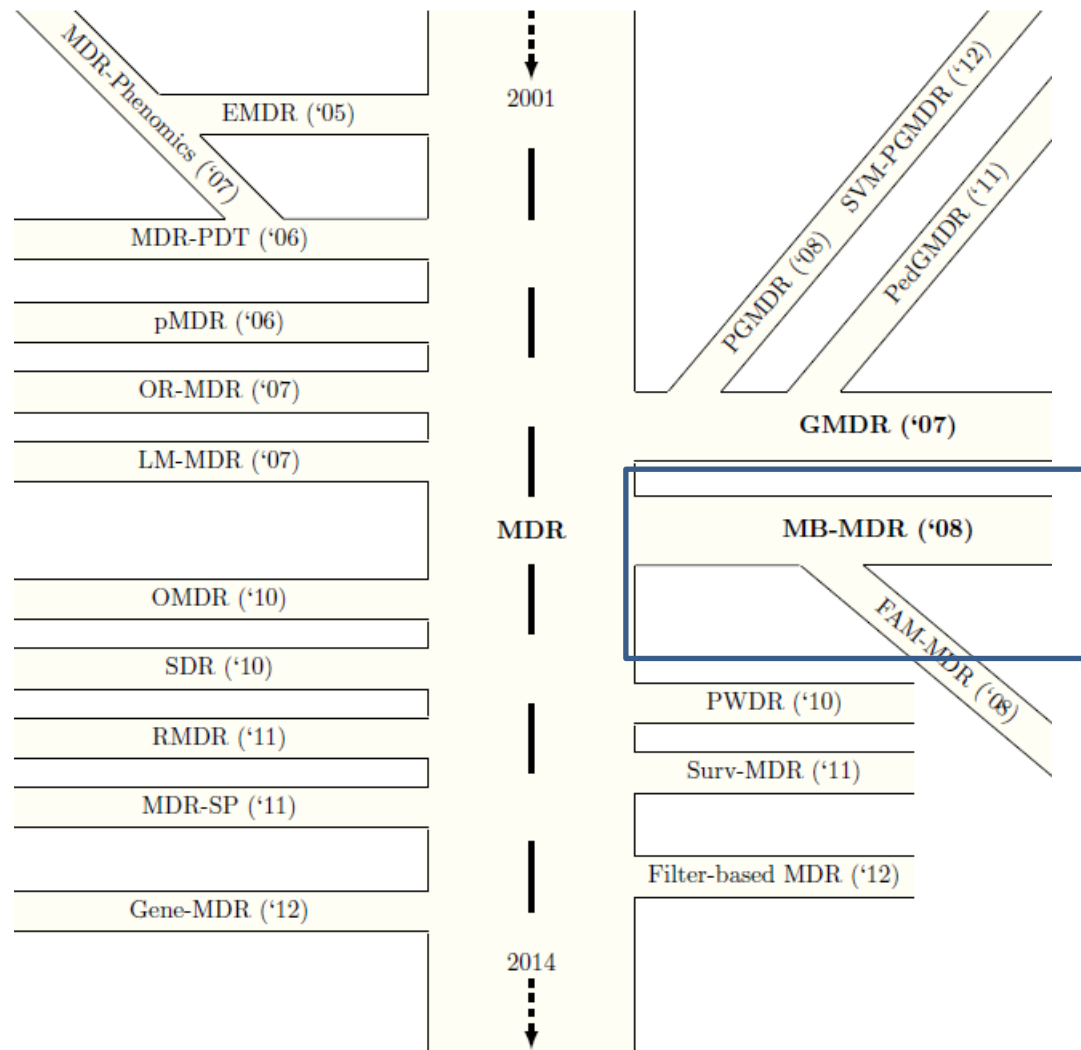 2001
MDR-Phenomics (‘07)
EMDR (‘05)
MDR-PDT (‘06)
pMDR (‘06)
OR-MDR (‘07)
LM-MDR (‘07)
OMDR (‘10)
SDR (‘10)
RMDR (‘11)
MDR-SP (‘11)
Gene-MDR (‘12)
MDR
2014
PGMDR (‘08)
SVM-PGMDR (‘12)
PedGMDR (‘11)
GMDR (‘07)
MB-MDR (‘08)
FAM-MDR (‘08)
PWDR (‘10)
Surv-MDR (‘11)
Filter-based MDR (‘12)